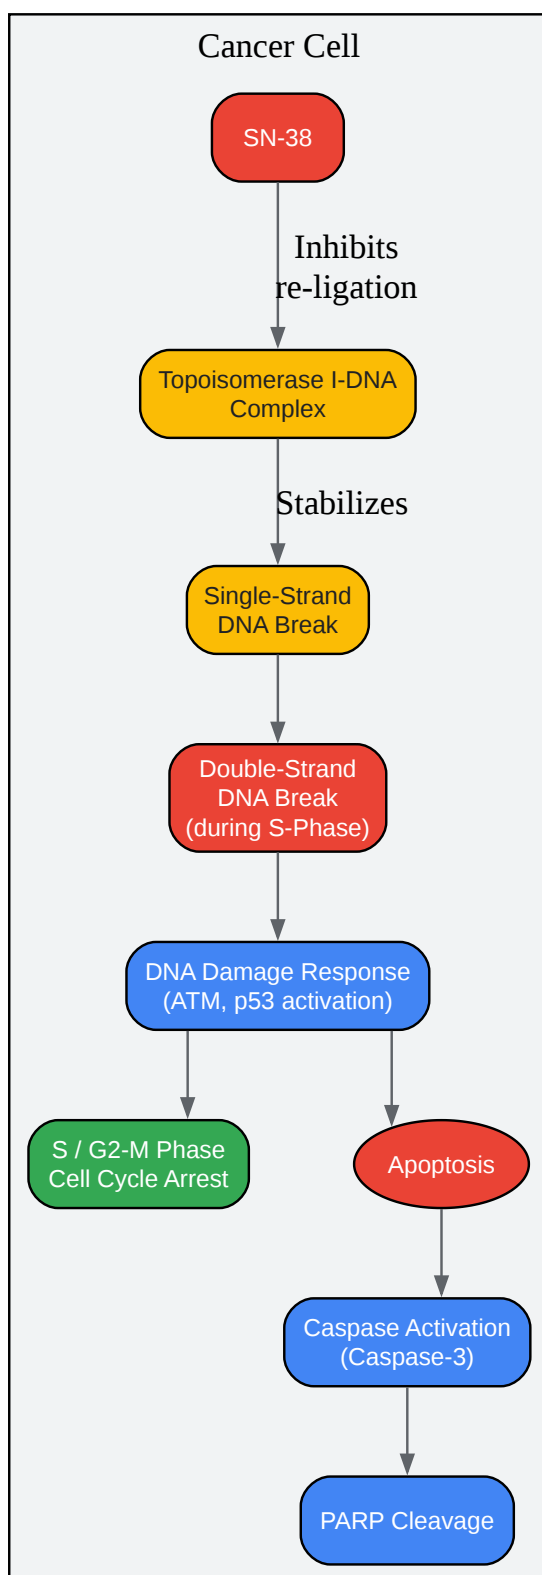 Cancer Cell
SN-38
Inhibits
re-ligation
Topoisomerase I-DNA
Complex
Stabilizes
Single-Strand
DNA Break
Double-Strand
DNA Break
(during S-Phase)
DNA Damage Response
(ATM, p53 activation)
S / G2-M Phase
Cell Cycle Arrest
Apoptosis
Caspase Activation
(Caspase-3)
PARP Cleavage